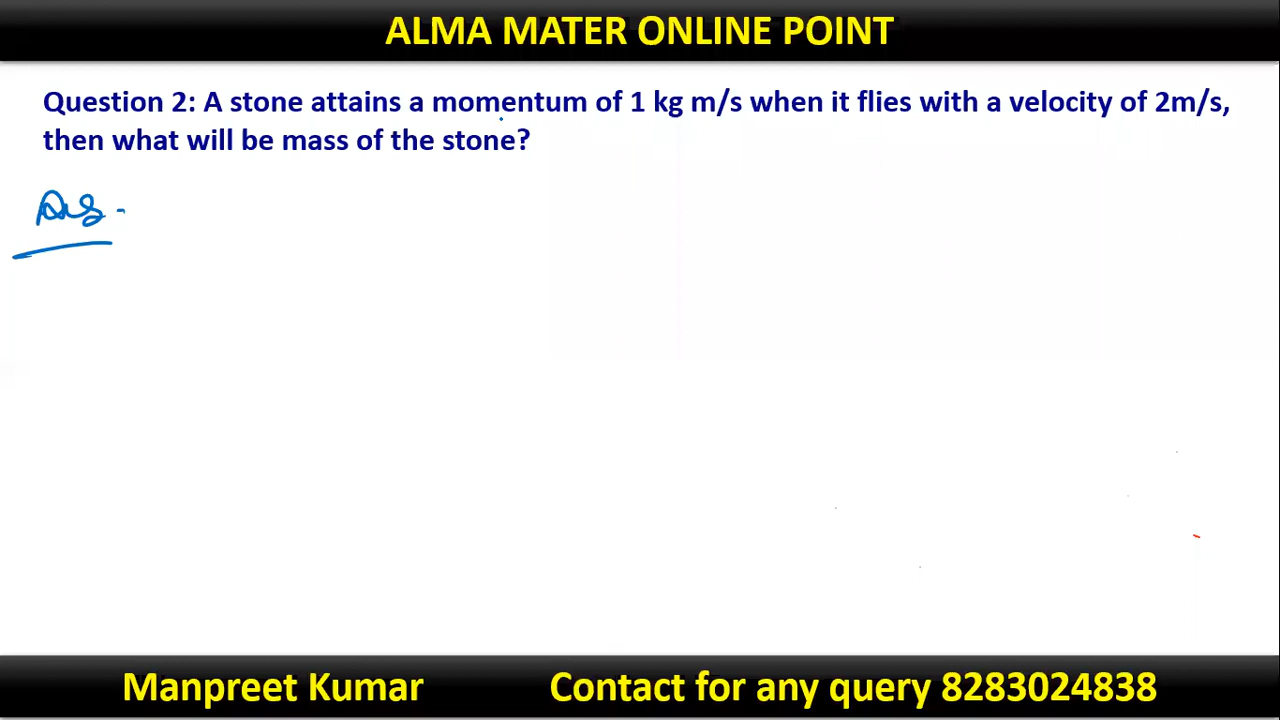 ALMA MATER ONLINE POINT
Question 2: A stone attains a momentum of 1 kg m/s when it flies with a velocity of 2m/s,
then what will be mass of the stone?
Ans -
Manpreet Kumar Contact for any query 8283024838